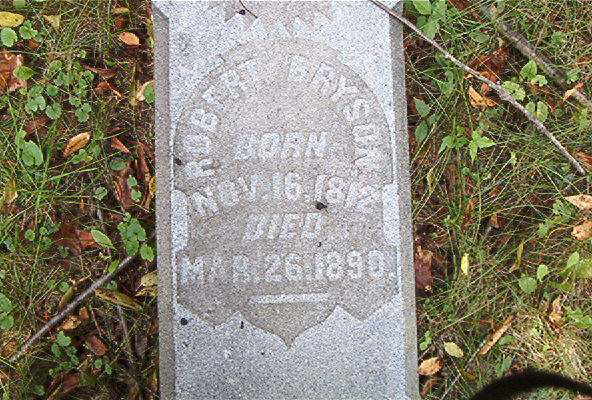 ROBERT BRYSON
BORN
NOV.16.1812
DIED
MAR.26.1890.